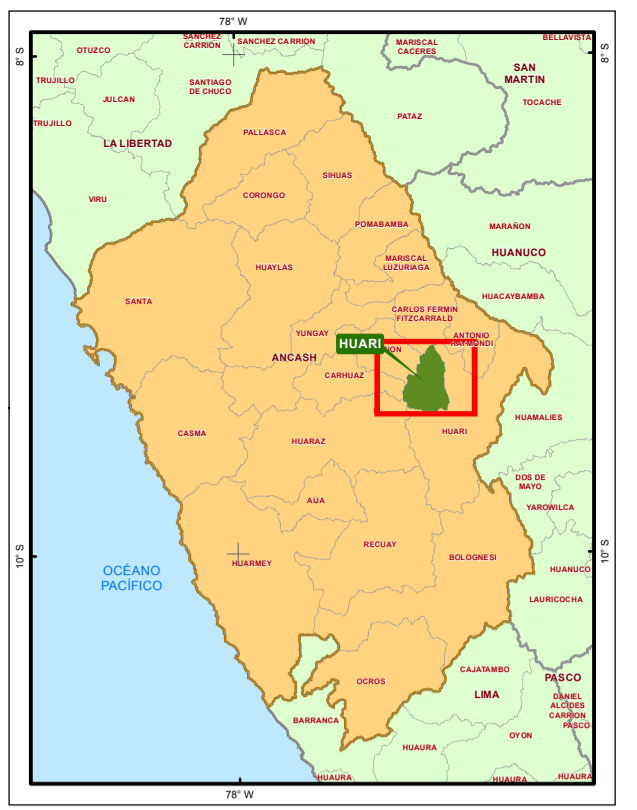 78° W
SANCHEZ
CARRION
SANCHEZ CARRION
MARISCAL
CACERES
BELLAVISTA
8°S
8°S
OTUZCO
SAN
MARTIN
TRUJILLO
SANTIAGO
DE CHUCO
JULCAN
TOCACHE
PATAZ
TRUJILLO
PALLASCA
LA LIBERTAD
SIHUAS
CORONGO
VIRU
POMABAMBA
MARAÑON
HUANUCO
MARISCAL
LUZURIAGA
HUAYLAS
HUACAYBAMBA
SANTA
CARLOS FERMIN
FITZCARRALD
YUNGAY
ANTONIO
RAYMONDI
HUARI
ION
ANCASH
CARHUAZ
HUAMALIES
CASMA
HUARI
HUARAZ
DOS DE
MAYO
AIJA
YAROWILCA
RECUAY
10°S
10°S
BOLOGNESI
HUARMEY
HUANUCO
OCÉANO
PACÍFICO
LAURICOCHA
CAJATAMBO
PASCO
OCROS
LIMA
DANIEL
ALCIDES
CARRION
PASCO
BARRANCA
OYON
HUAURA
HUAURA
HUAURA
HUAURA
78° W